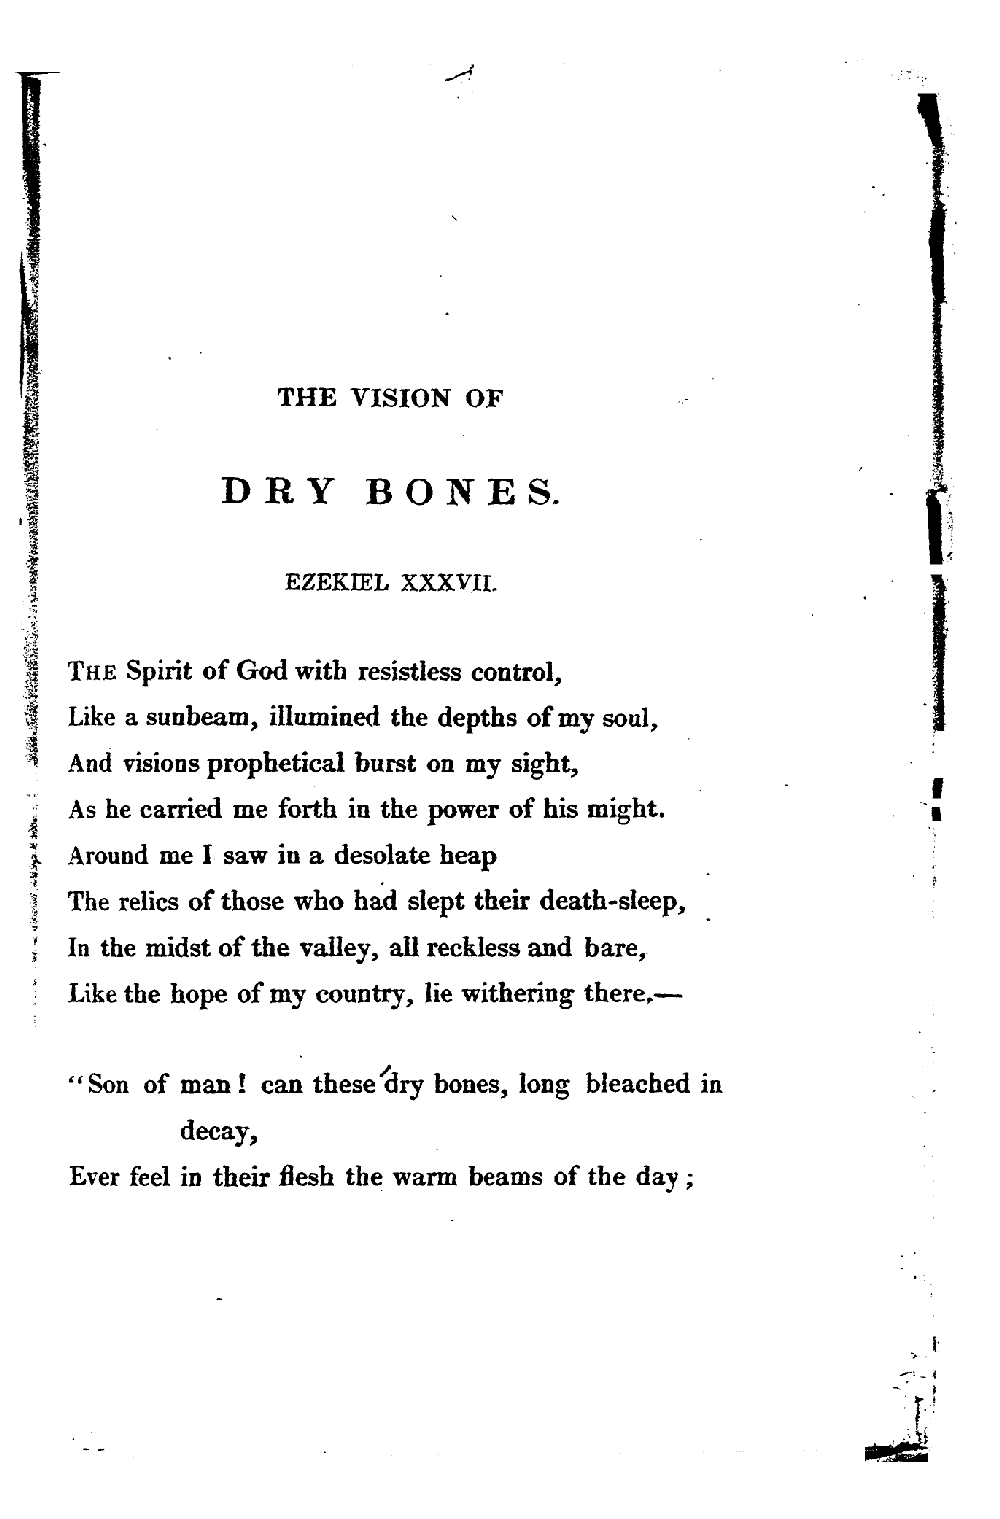 THE VISION OF
DRY BONES.
EZEKIEL XXXVII.
THE Spirit of God with resistless control,
Like a sunbeam, illumined the depths of my soul,
And visions prophetical burst on my sight,
As he carried me forth in the power of his might.
Around me I saw in a desolate heap
The relics of those who had slept their death-sleep,
In the midst of the valley, all reckless and bare,
Like the hope of my country, lie withering there,—
“Son of man! can these dry bones, long bleached in
decay,
Ever feel in their flesh the warm beams of the day;